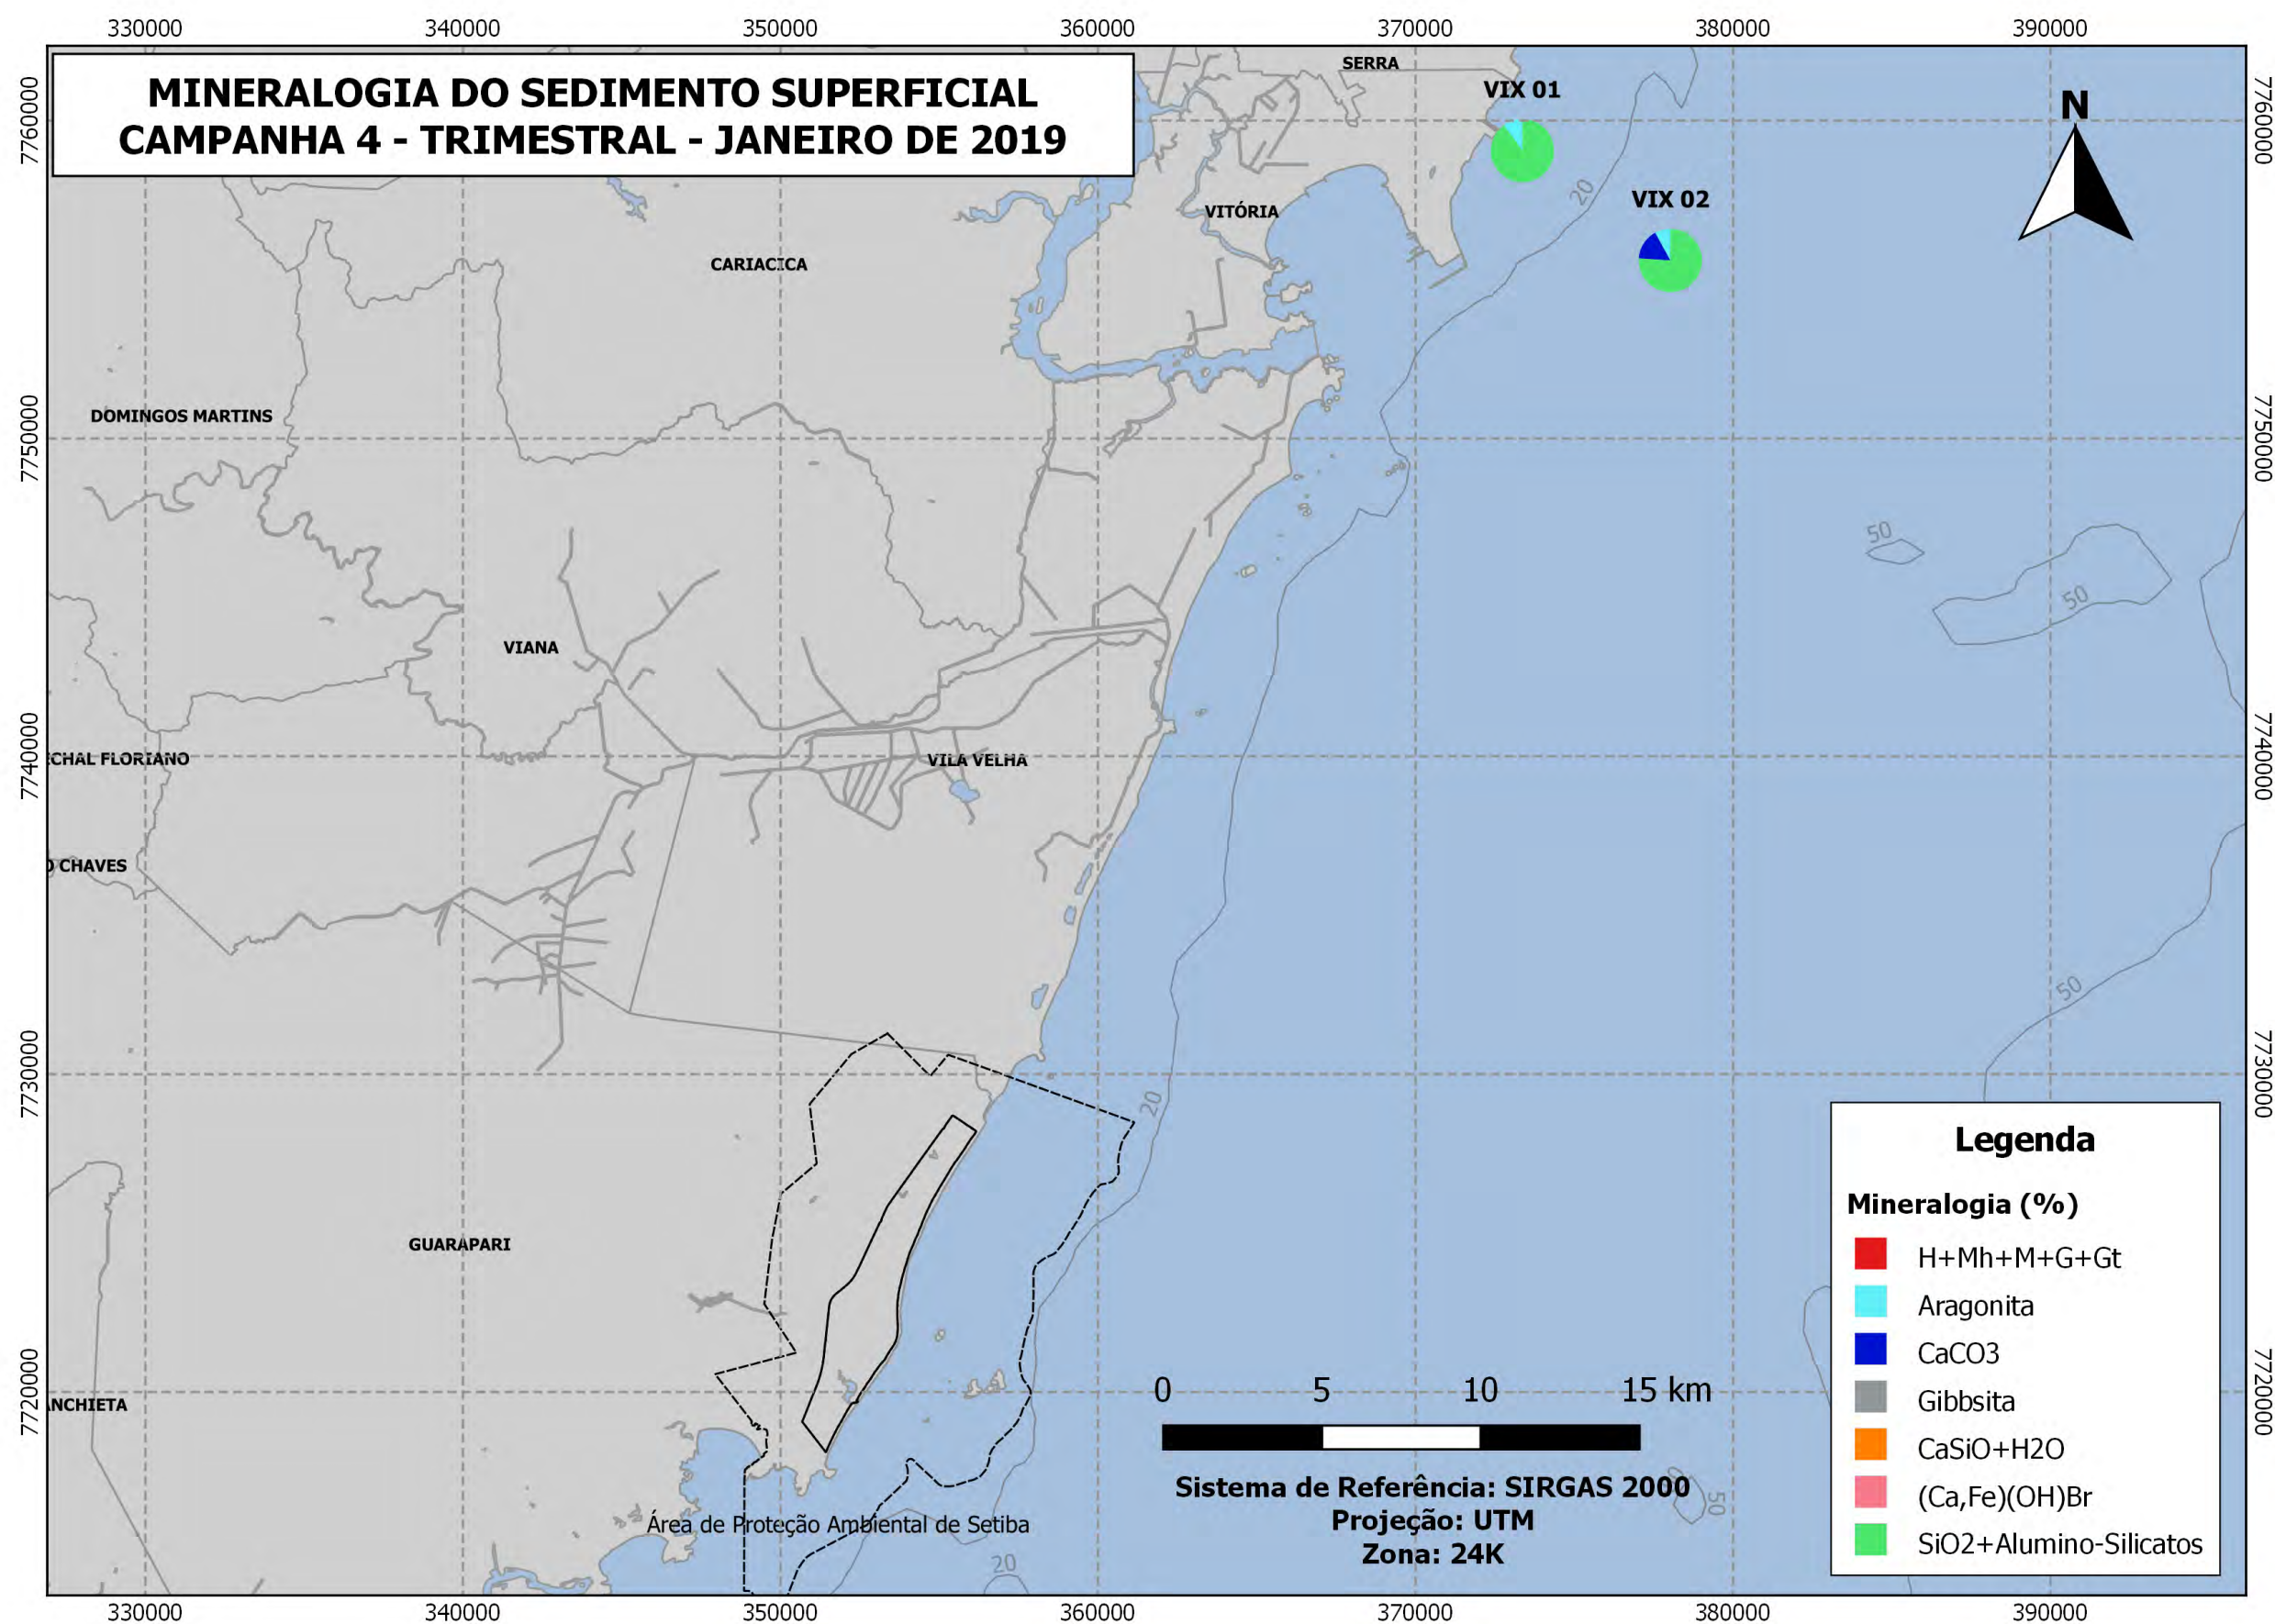 330000 340000 350000 360000 370000 380000 390000
MINERALOGIA DO SEDIMENTO SUPERFICIAL
CAMPANHA 4 - TRIMESTRAL - JANEIRO DE 2019
SERRA
VIX 01
N
7760000
7760000
20
VIX 02
VITÓRIA
CARIACICA
DOMINGOS MARTINS
7750000
7750000
50
50
VIANA
7740000
7740000
ECHAL FLORIANO
VILA VELHA
O CHAVES
50
7730000
7730000
20
Legenda
Mineralogia (%)
H+Mh+M+G+Gt
Aragonita
CaCO3
Gibbsita
CaSiO+H2O
(Ca,Fe)(OH)Br
SiO2+Alumino-Silicatos
GUARAPARI
7720000
7720000
NCHIETA
0 5 10 15 km
Sistema de Referência: SIRGAS 2000
Projeção: UTM
Zona: 24K
50
Área de Proteção Ambiental de Setiba
20
330000 340000 350000 360000 370000 380000 390000